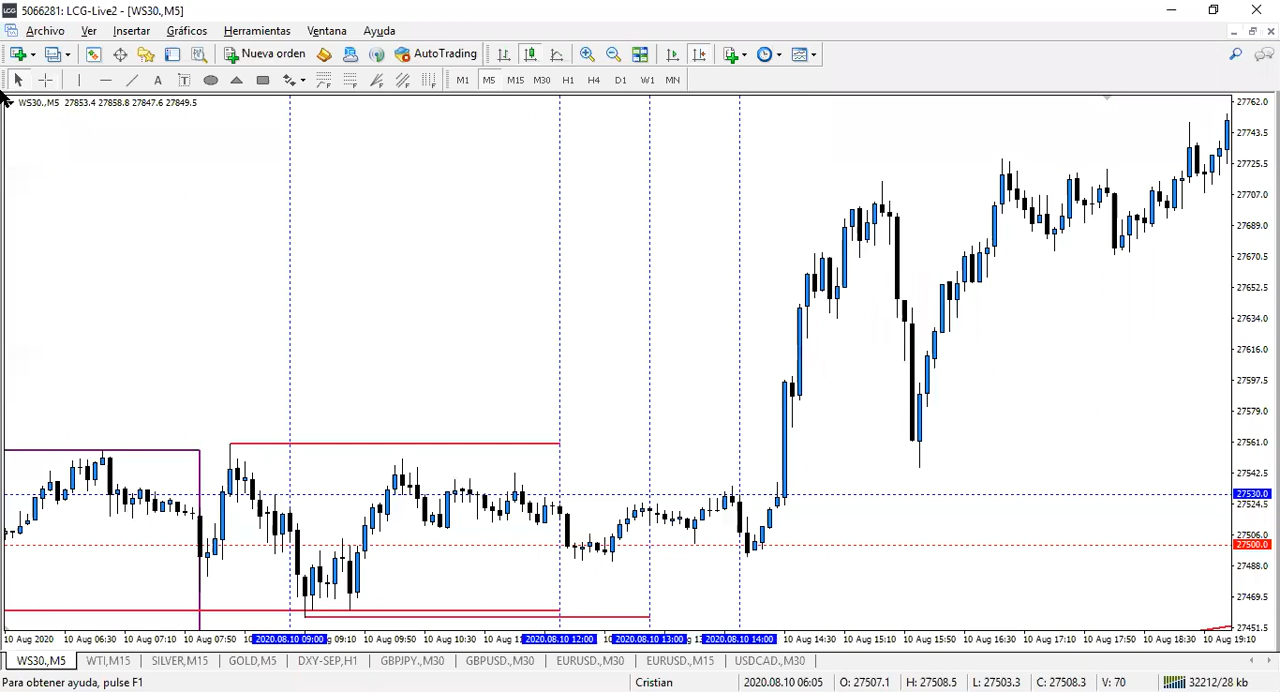 5066281: LCG-Live2 - [WS30.,M5]
Archivo Ver Insertar Gráficos Herramientas Ventana Ayuda
Nueva orden AutoTrading
A T M1 M5 M15 M30 H1 H4 D1 W1 MN
WS30.,M5 27853.4 27858.8 27847.6 27849.5
27762.0
27743.5
27725.5
27707.0
27689.0
27670.5
27652.5
27634.0
27616.0
27597.5
27579.0
27561.0
27542.5
27530.0
27524.5
27506.0
27500.0
27488.0
27469.5
27451.5
10 Aug 2020 10 Aug 06:30 10 Aug 07:10 10 Aug 07:50 2020.08.10 09:00 09:10 10 Aug 09:50 10 Aug 10:30 2020.08.10 12:00 2020.08.10 13:00 2020.08.10 14:00 10 Aug 14:30 10 Aug 15:10 10 Aug 15:50 10 Aug 16:30 10 Aug 17:10 10 Aug 17:50 10 Aug 18:30 10 Aug 19:10
WS30.,M5 WTI,M15 SILVER,M15 GOLD,M5 DXY-SEP,H1 GBPJPY.,M30 GBPUSD.,M30 EURUSD.,M30 EURUSD.,M15 USDCAD.,M30
Para obtener ayuda, pulse F1 Cristian 2020.08.10 06:05 O: 27507.1 H: 27508.5 L: 27503.3 C: 27508.3 V: 70 32212/28 kb